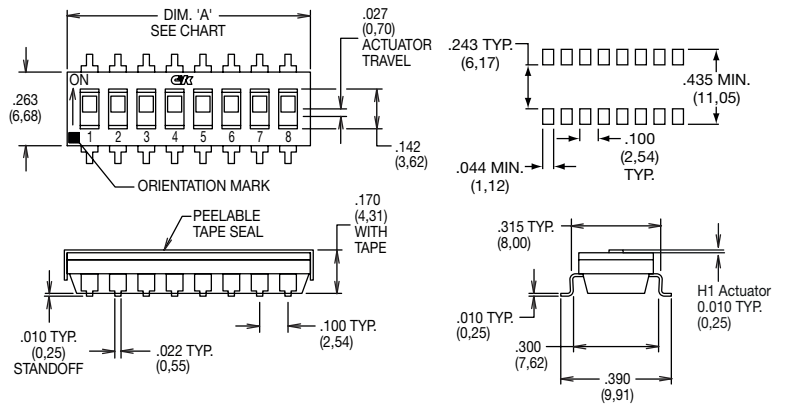 DIM. 'A'
SEE CHART
.027
(0,70)
ACTUATOR
TRAVEL
ON
CK
.263
(6,68)
1 2 3 4 5 6 7 8
.142
(3,62)
ORIENTATION MARK
.243 TYP.
(6,17)
.435 MIN.
(11,05)
.100
(2,54)
TYP.
.044 MIN.
(1,12)
PEELABLE
TAPE SEAL
.170
(4,31)
WITH
TAPE
.010 TYP.
(0,25)
STANDOFF
.022 TYP.
(0,55)
.100 TYP.
(2,54)
.315 TYP.
(8,00)
H1 Actuator
0.010 TYP.
(0,25)
.010 TYP.
(0,25)
.300
(7,62)
.390
(9,91)